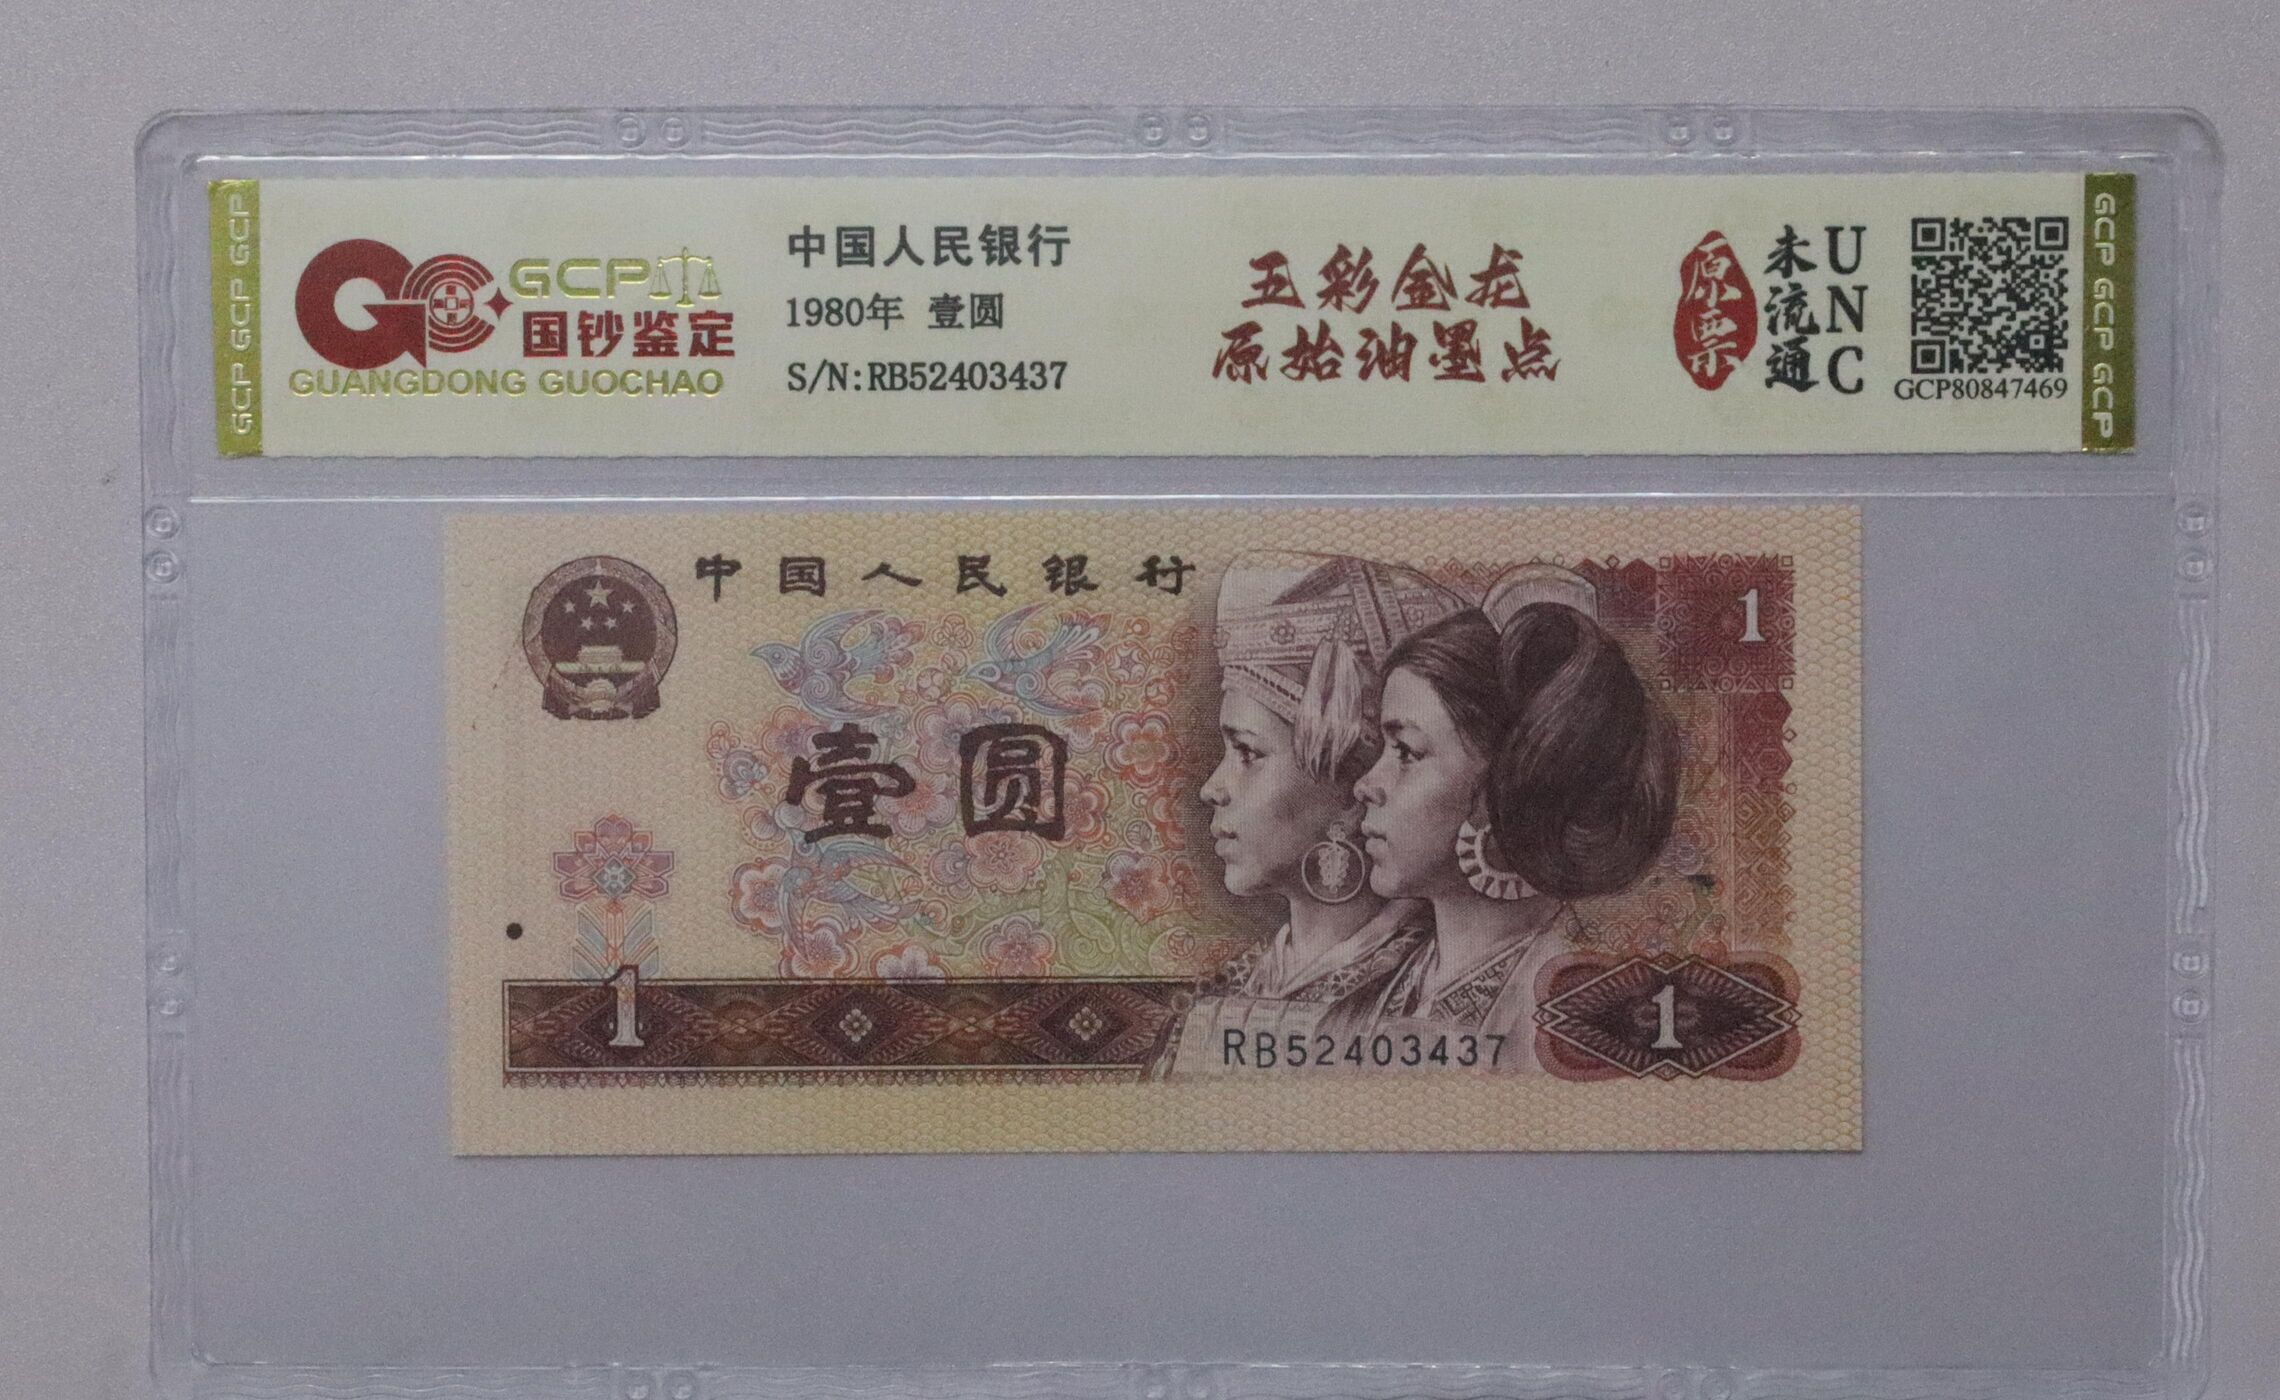 GCP GCP GCP
GCP
国钞鉴定
GUANGDONG GUOCHAO
中国人民银行
1980年 壹圆
S/N:RB52403437
五彩金龙
原始油墨点
原票
未流通
UNC
GCP80847469
GCP GCP GCP
中国人民银行
1
壹圆
1
RB52403437
1